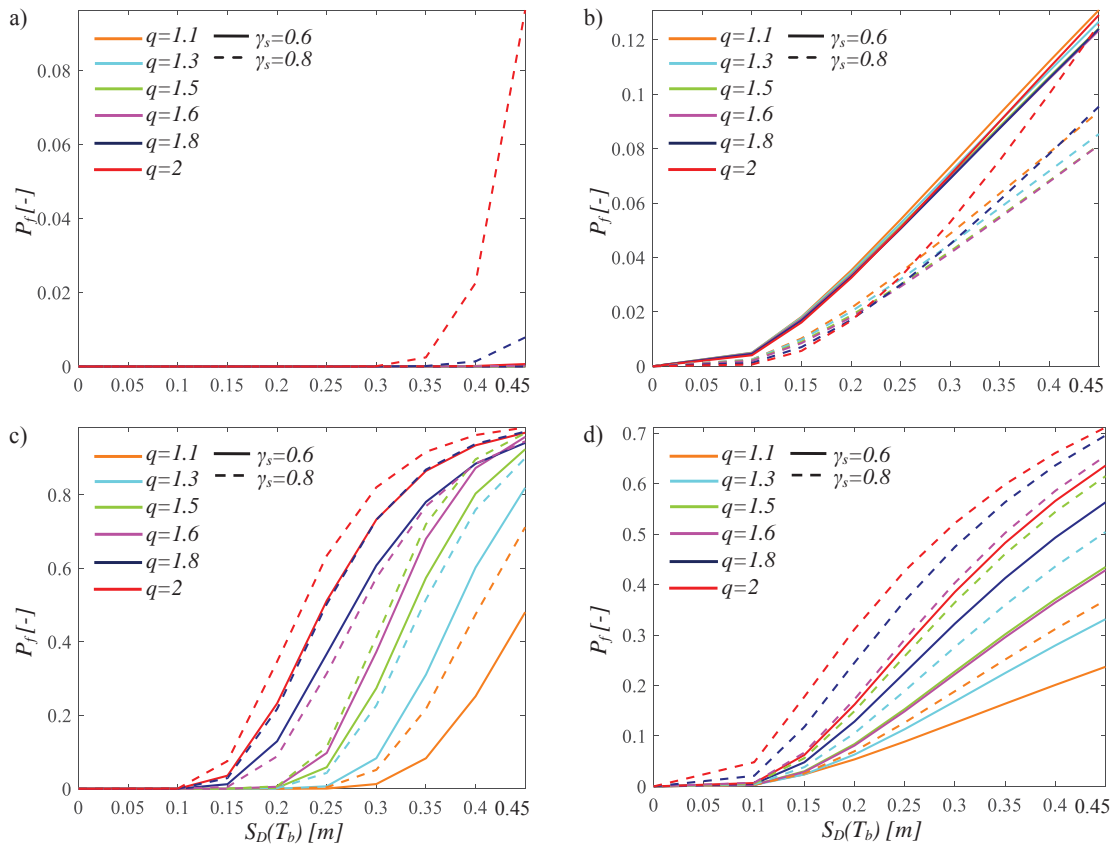 a)
q=1.1 γs=0.6
q=1.3 γs=0.8
q=1.5
q=1.6
q=1.8
q=2
Pf [-]
0.08
0.06
0.04
0.02
0
0 0.05 0.1 0.15 0.2 0.25 0.3 0.35 0.4 0.45
b)
q=1.1 γs=0.6
q=1.3 γs=0.8
q=1.5
q=1.6
q=1.8
q=2
Pf [-]
0.12
0.1
0.08
0.06
0.04
0.02
0
0 0.05 0.1 0.15 0.2 0.25 0.3 0.35 0.4 0.45
c)
q=1.1 γs=0.6
q=1.3 γs=0.8
q=1.5
q=1.6
q=1.8
q=2
Pf [-]
0.8
0.6
0.4
0.2
0
0 0.05 0.1 0.15 0.2 0.25 0.3 0.35 0.4 0.45
SD(Tb) [m]
d)
q=1.1 γs=0.6
q=1.3 γs=0.8
q=1.5
q=1.6
q=1.8
q=2
Pf [-]
0.7
0.6
0.5
0.4
0.3
0.2
0.1
0
0 0.05 0.1 0.15 0.2 0.25 0.3 0.35 0.4 0.45
SD(Tb) [m]